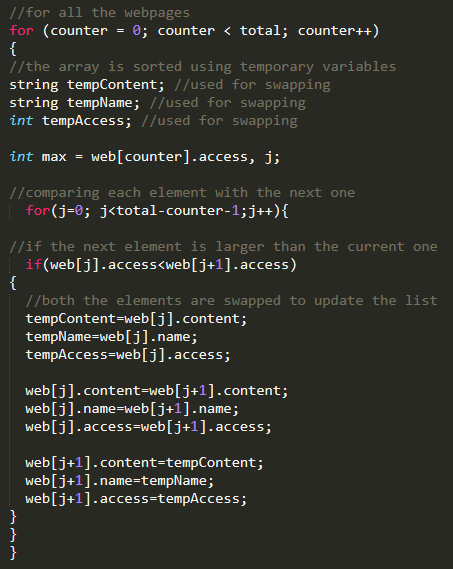 //for all the webpages
for (counter = 0; counter < total; counter++)
{
//the array is sorted using temporary variables
string tempContent; //used for swapping
string tempName; //used for swapping
int tempAccess; //used for swapping
int max = web[counter].access, j;
//comparing each element with the next one
for(j=0; j<total-counter-1;j++){
//if the next element is larger than the current one
if(web[j].access<web[j+1].access)
{
//both the elements are swapped to update the list
tempContent=web[j].content;
tempName=web[j].name;
tempAccess=web[j].access;
web[j].content=web[j+1].content;
web[j].name=web[j+1].name;
web[j].access=web[j+1].access;
web[j+1].content=tempContent;
web[j+1].name=tempName;
web[j+1].access=tempAccess;
}
}
}